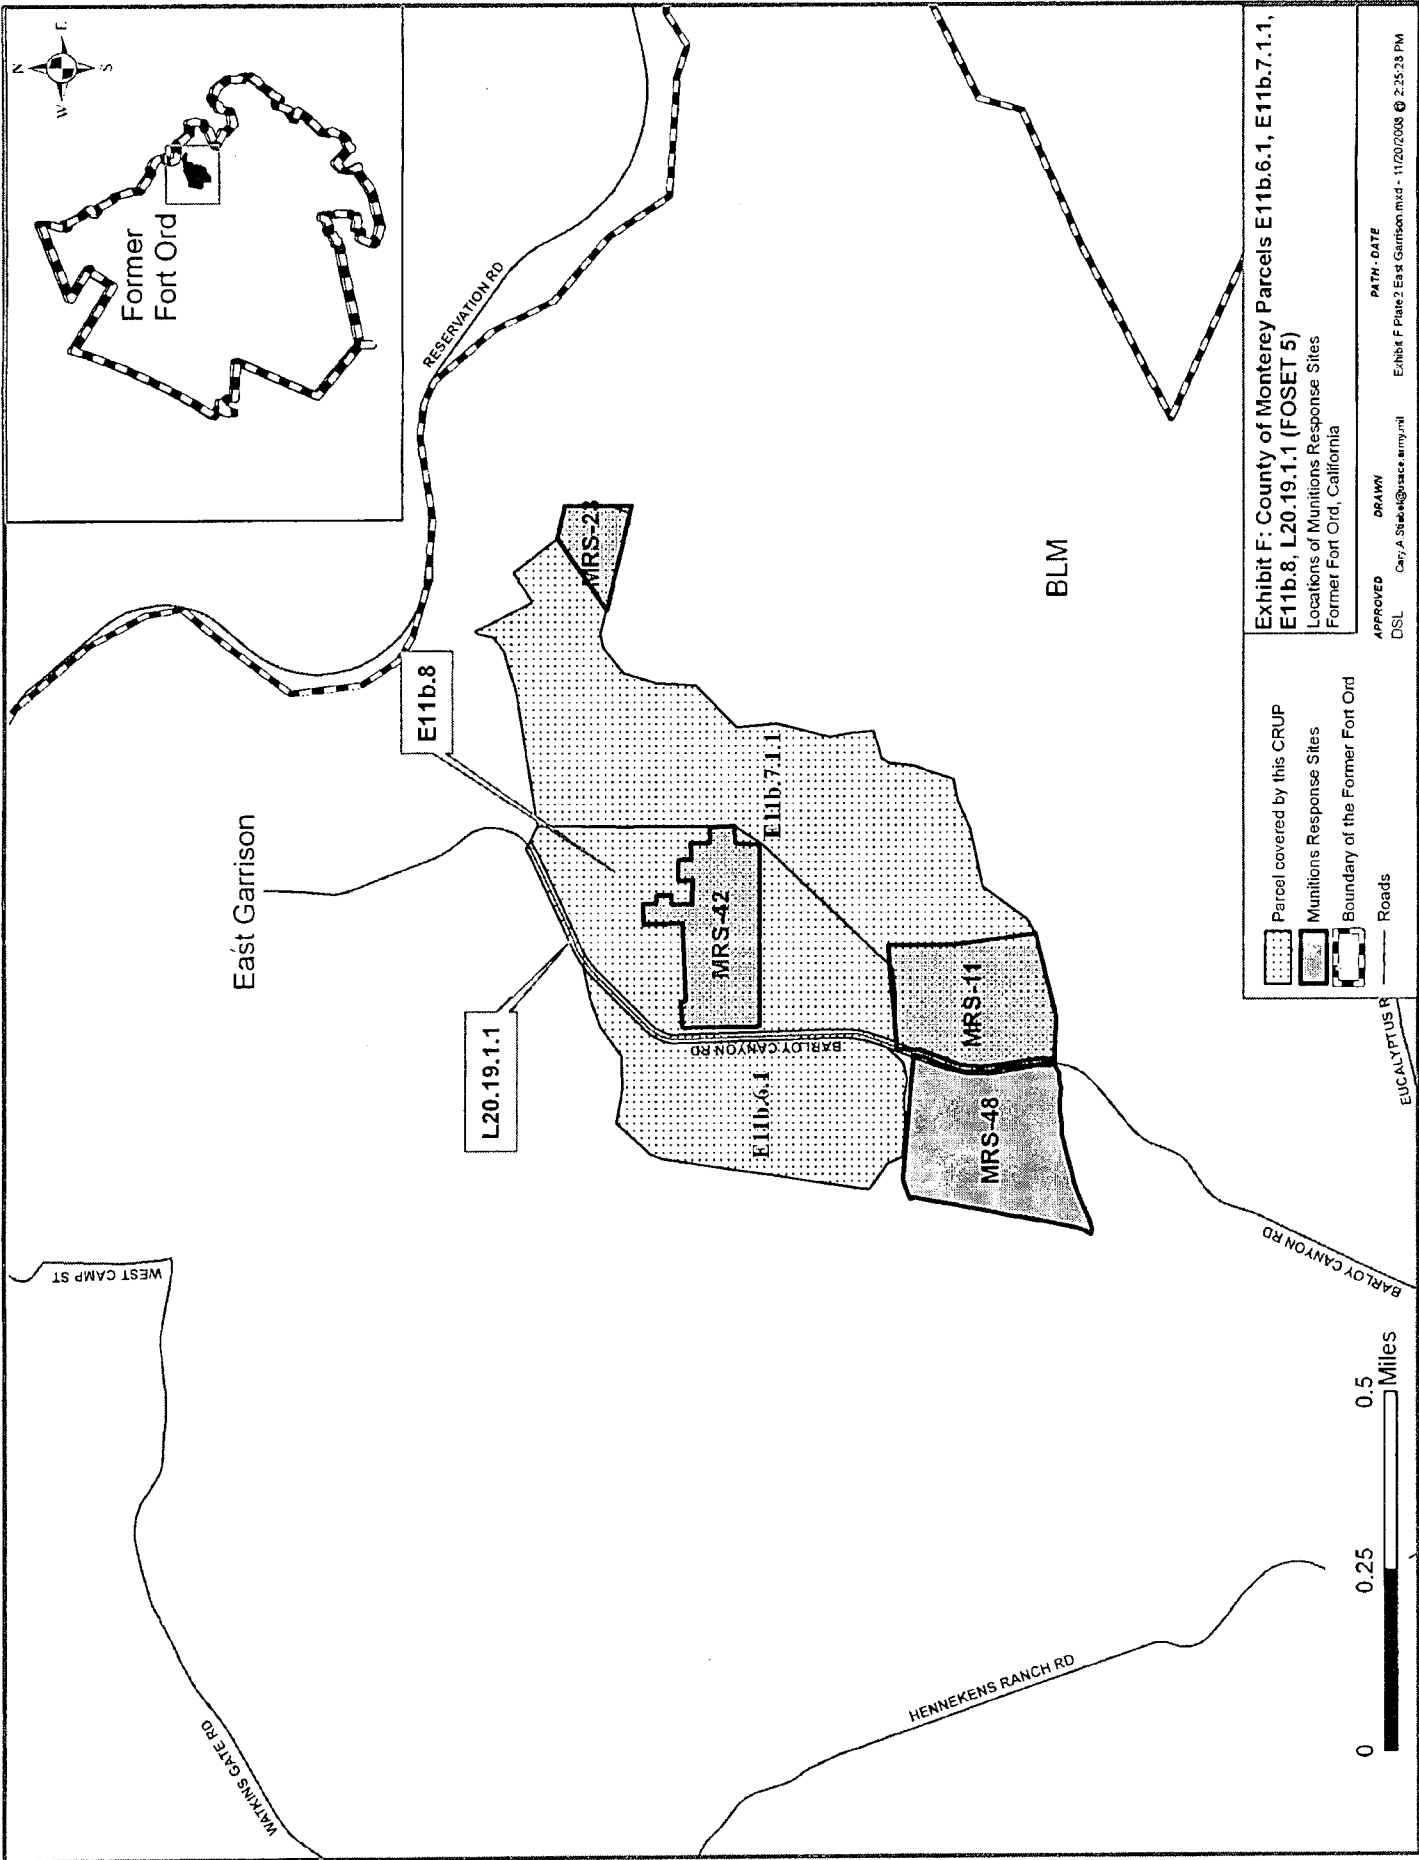 N
W
E
S
Former
Fort Ord
RESERVATION RD
East Garrison
E11b.8
L20.19.1.1
MRS-23
E11b.7.1.1
MRS-42
BARLOY CANYON RD
E11b.6.1
MRS-11
MRS-48
BLM
WEST CAMP ST
WATKINS GATE RD
HENNEKENS RANCH RD
BARLOY CANYON RD
EUCALYPTUS R
0 0.25 0.5
Miles
Parcel covered by this CRUP
Munitions Response Sites
Boundary of the Former Fort Ord
Roads
Exhibit F: County of Monterey Parcels E11b.6.1, E11b.7.1.1,
E11b.8, L20.19.1.1 (FOSET 5)
Locations of Munitions Response Sites
Former Fort Ord, California
APPROVED DRAWN PATH - DATE
DSL Exhibit F Plate2 East Garrison.mxd - 11/20/2008 @ 2:25:28 PM